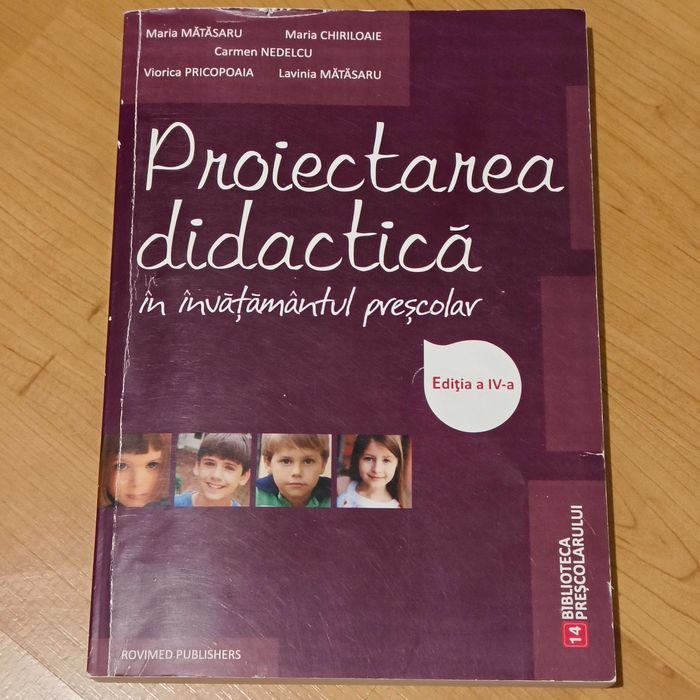 Maria MĂTĂSARU Maria CHIRILOAIE
Carmen NEDELCU
Viorica PRICOPOAIA Lavinia MĂTĂSARU
Proiectarea
didactică
în învățământul preșcolar
Ediţia a IV-a
14 BIBLIOTECA
PREȘCOLARULUI
ROVIMED PUBLISHERS